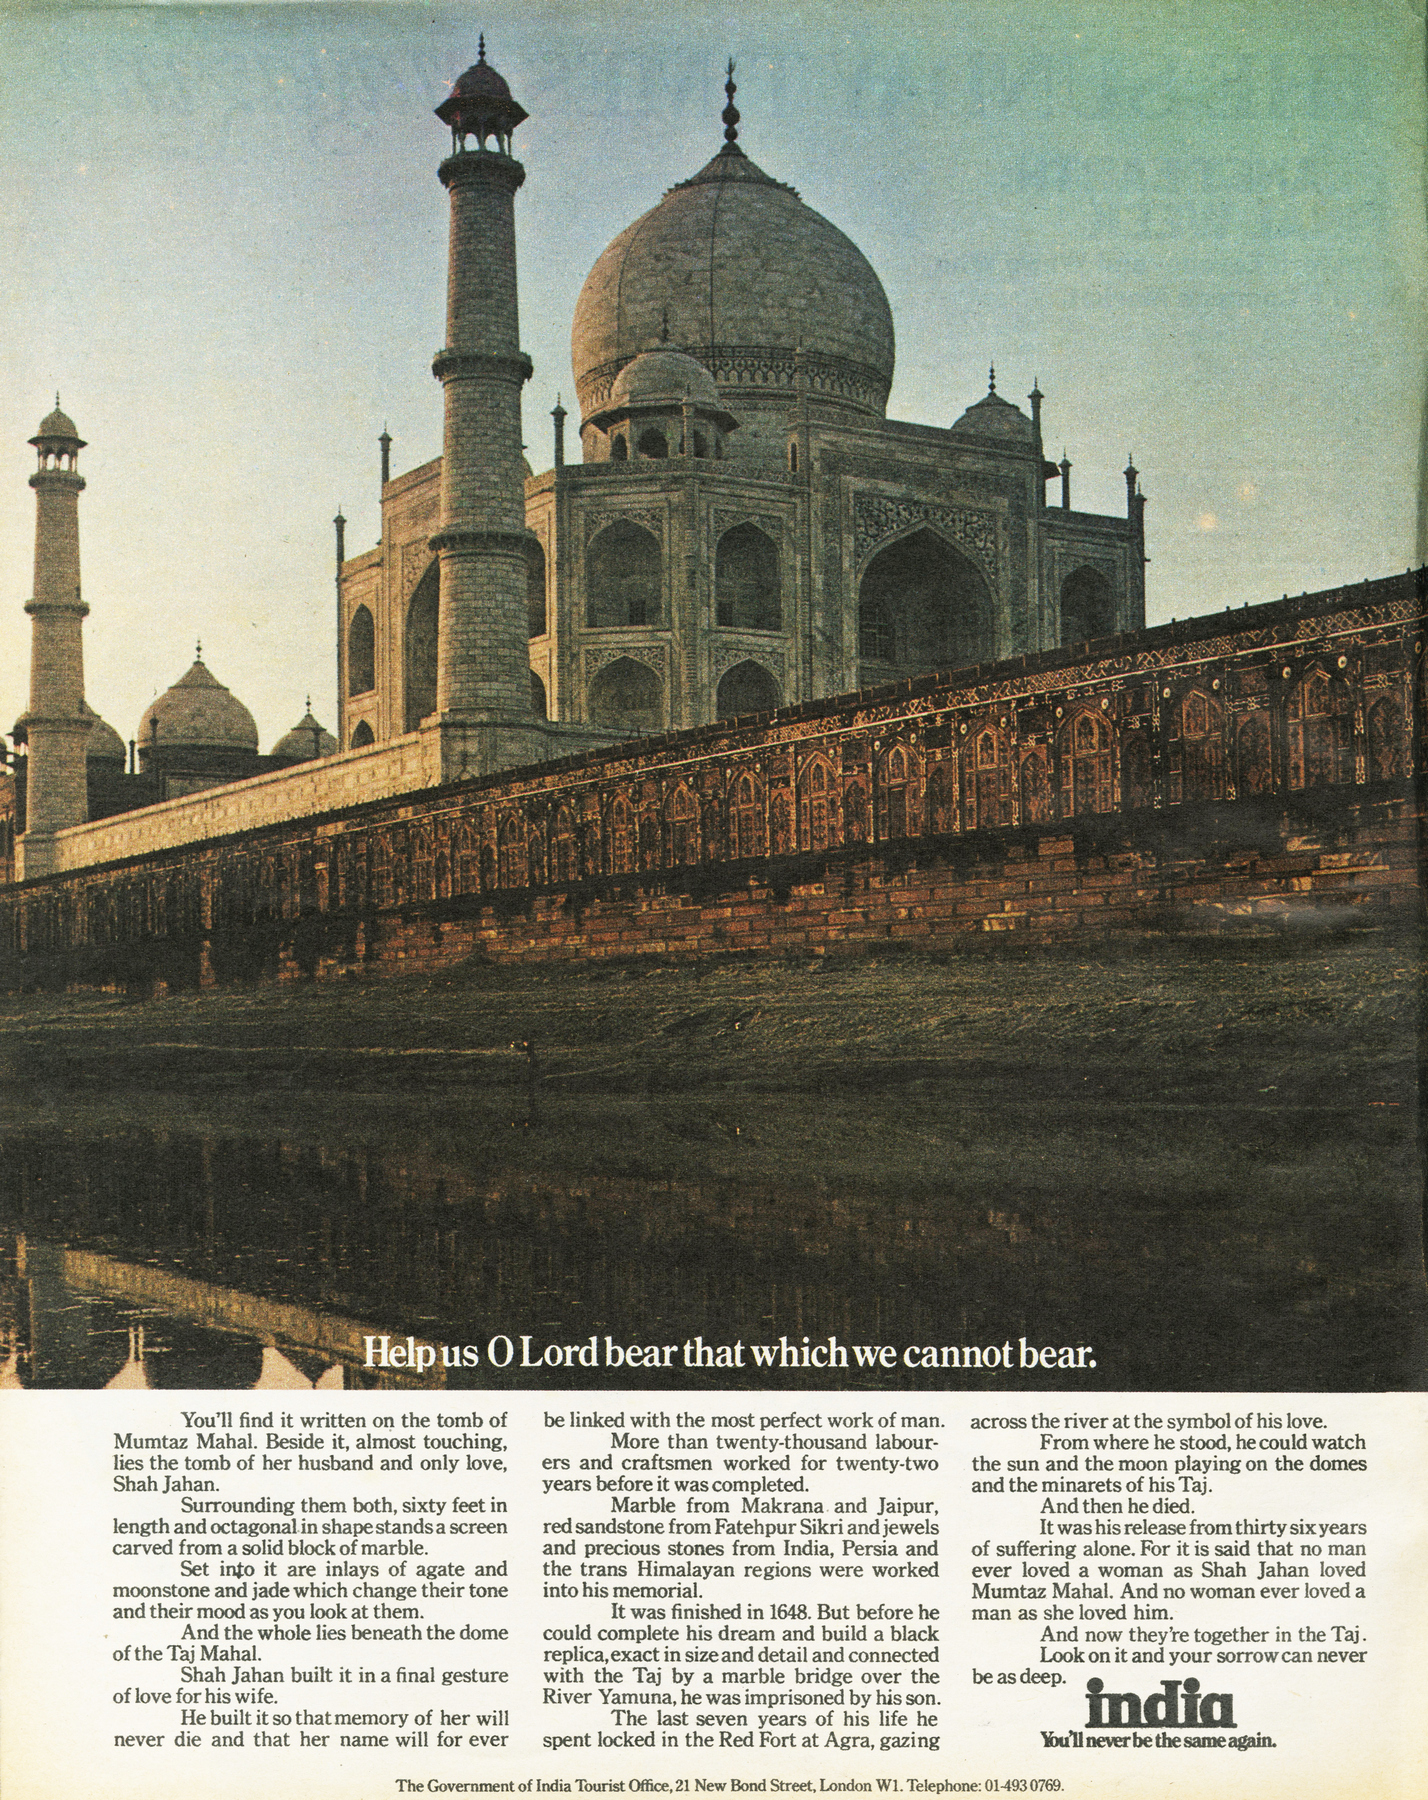 Help us O Lord bear that which we cannot bear.
You'll find it written on the tomb of
Mumtaz Mahal. Beside it, almost touching,
lies the tomb of her husband and only love,
Shah Jahan.
Surrounding them both, sixty feet in
length and octagonal in shape stands a screen
carved from a solid block of marble.
Set into it are inlays of agate and
moonstone and jade which change their tone
and their mood as you look at them.
And the whole lies beneath the dome
of the Taj Mahal.
Shah Jahan built it in a final gesture
of love for his wife.
He built it so that memory of her will
never die and that her name will for ever
be linked with the most perfect work of man.
More than twenty-thousand labour-
ers and craftsmen worked for twenty-two
years before it was completed.
Marble from Makrana and Jaipur,
red sandstone from Fatehpur Sikri and jewels
and precious stones from India, Persia and
the trans Himalayan regions were worked
into his memorial.
It was finished in 1648. But before he
could complete his dream and build a black
replica, exact in size and detail and connected
with the Taj by a marble bridge over the
River Yamuna, he was imprisoned by his son.
The last seven years of his life he
spent locked in the Red Fort at Agra, gazing
across the river at the symbol of his love.
From where he stood, he could watch
the sun and the moon playing on the domes
and the minarets of his Taj.
And then he died.
It was his release from thirty six years
of suffering alone. For it is said that no man
ever loved a woman as Shah Jahan loved
Mumtaz Mahal. And no woman ever loved a
man as she loved him.
And now they're together in the Taj.
Look on it and your sorrow can never
be as deep.
india
You'll never be the same again.
The Government of India Tourist Office, 21 New Bond Street, London W1. Telephone: 01-493 0769.